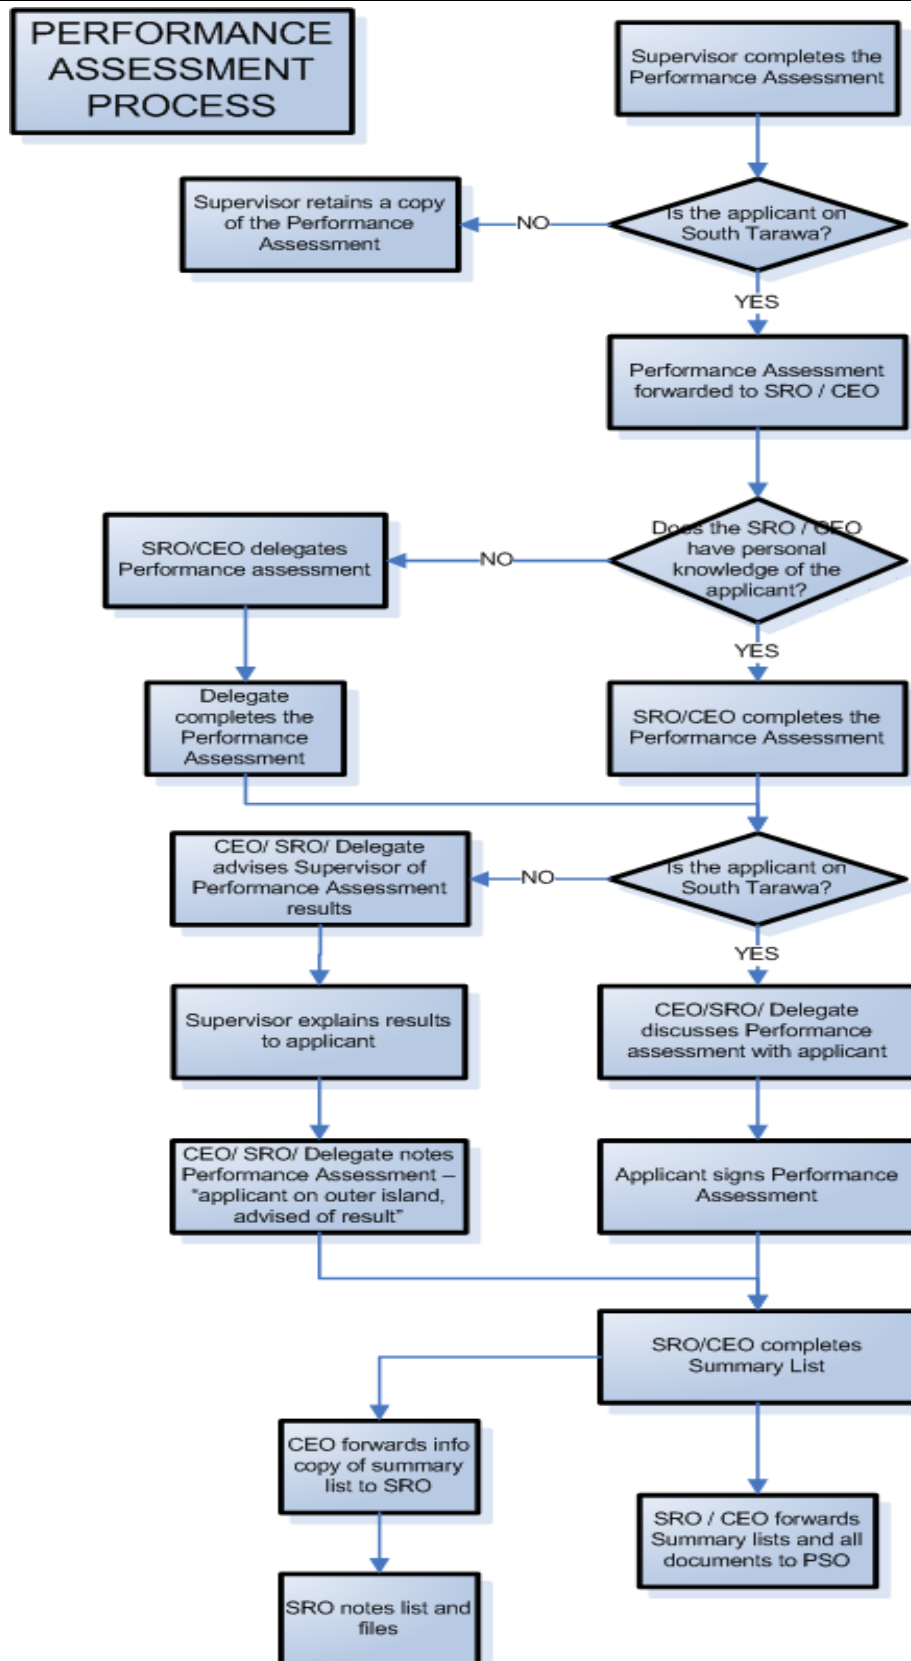 PERFORMANCE
ASSESSMENT
PROCESS
Supervisor completes the
Performance Assessment
Is the applicant on
South Tarawa?
NO
Supervisor retains a copy
of the Performance
Assessment
YES
Performance Assessment
forwarded to SRO / CEO
Does the SRO / CEO
have personal
knowledge of the
applicant?
NO
SRO/CEO delegates
Performance assessment
YES
Delegate
completes the
Performance
Assessment
SRO/CEO completes the
Performance Assessment
Is the applicant on
South Tarawa?
NO
CEO/ SRO/ Delegate
advises Supervisor of
Performance Assessment
results
YES
Supervisor explains results
to applicant
CEO/SRO/ Delegate
discusses Performance
assessment with applicant
CEO/ SRO/ Delegate notes
Performance Assessment –
“applicant on outer island,
advised of result”
Applicant signs Performance
Assessment
SRO/CEO completes
Summary List
CEO forwards info
copy of summary
list to SRO
SRO / CEO forwards
Summary lists and all
documents to PSO
SRO notes list and
files